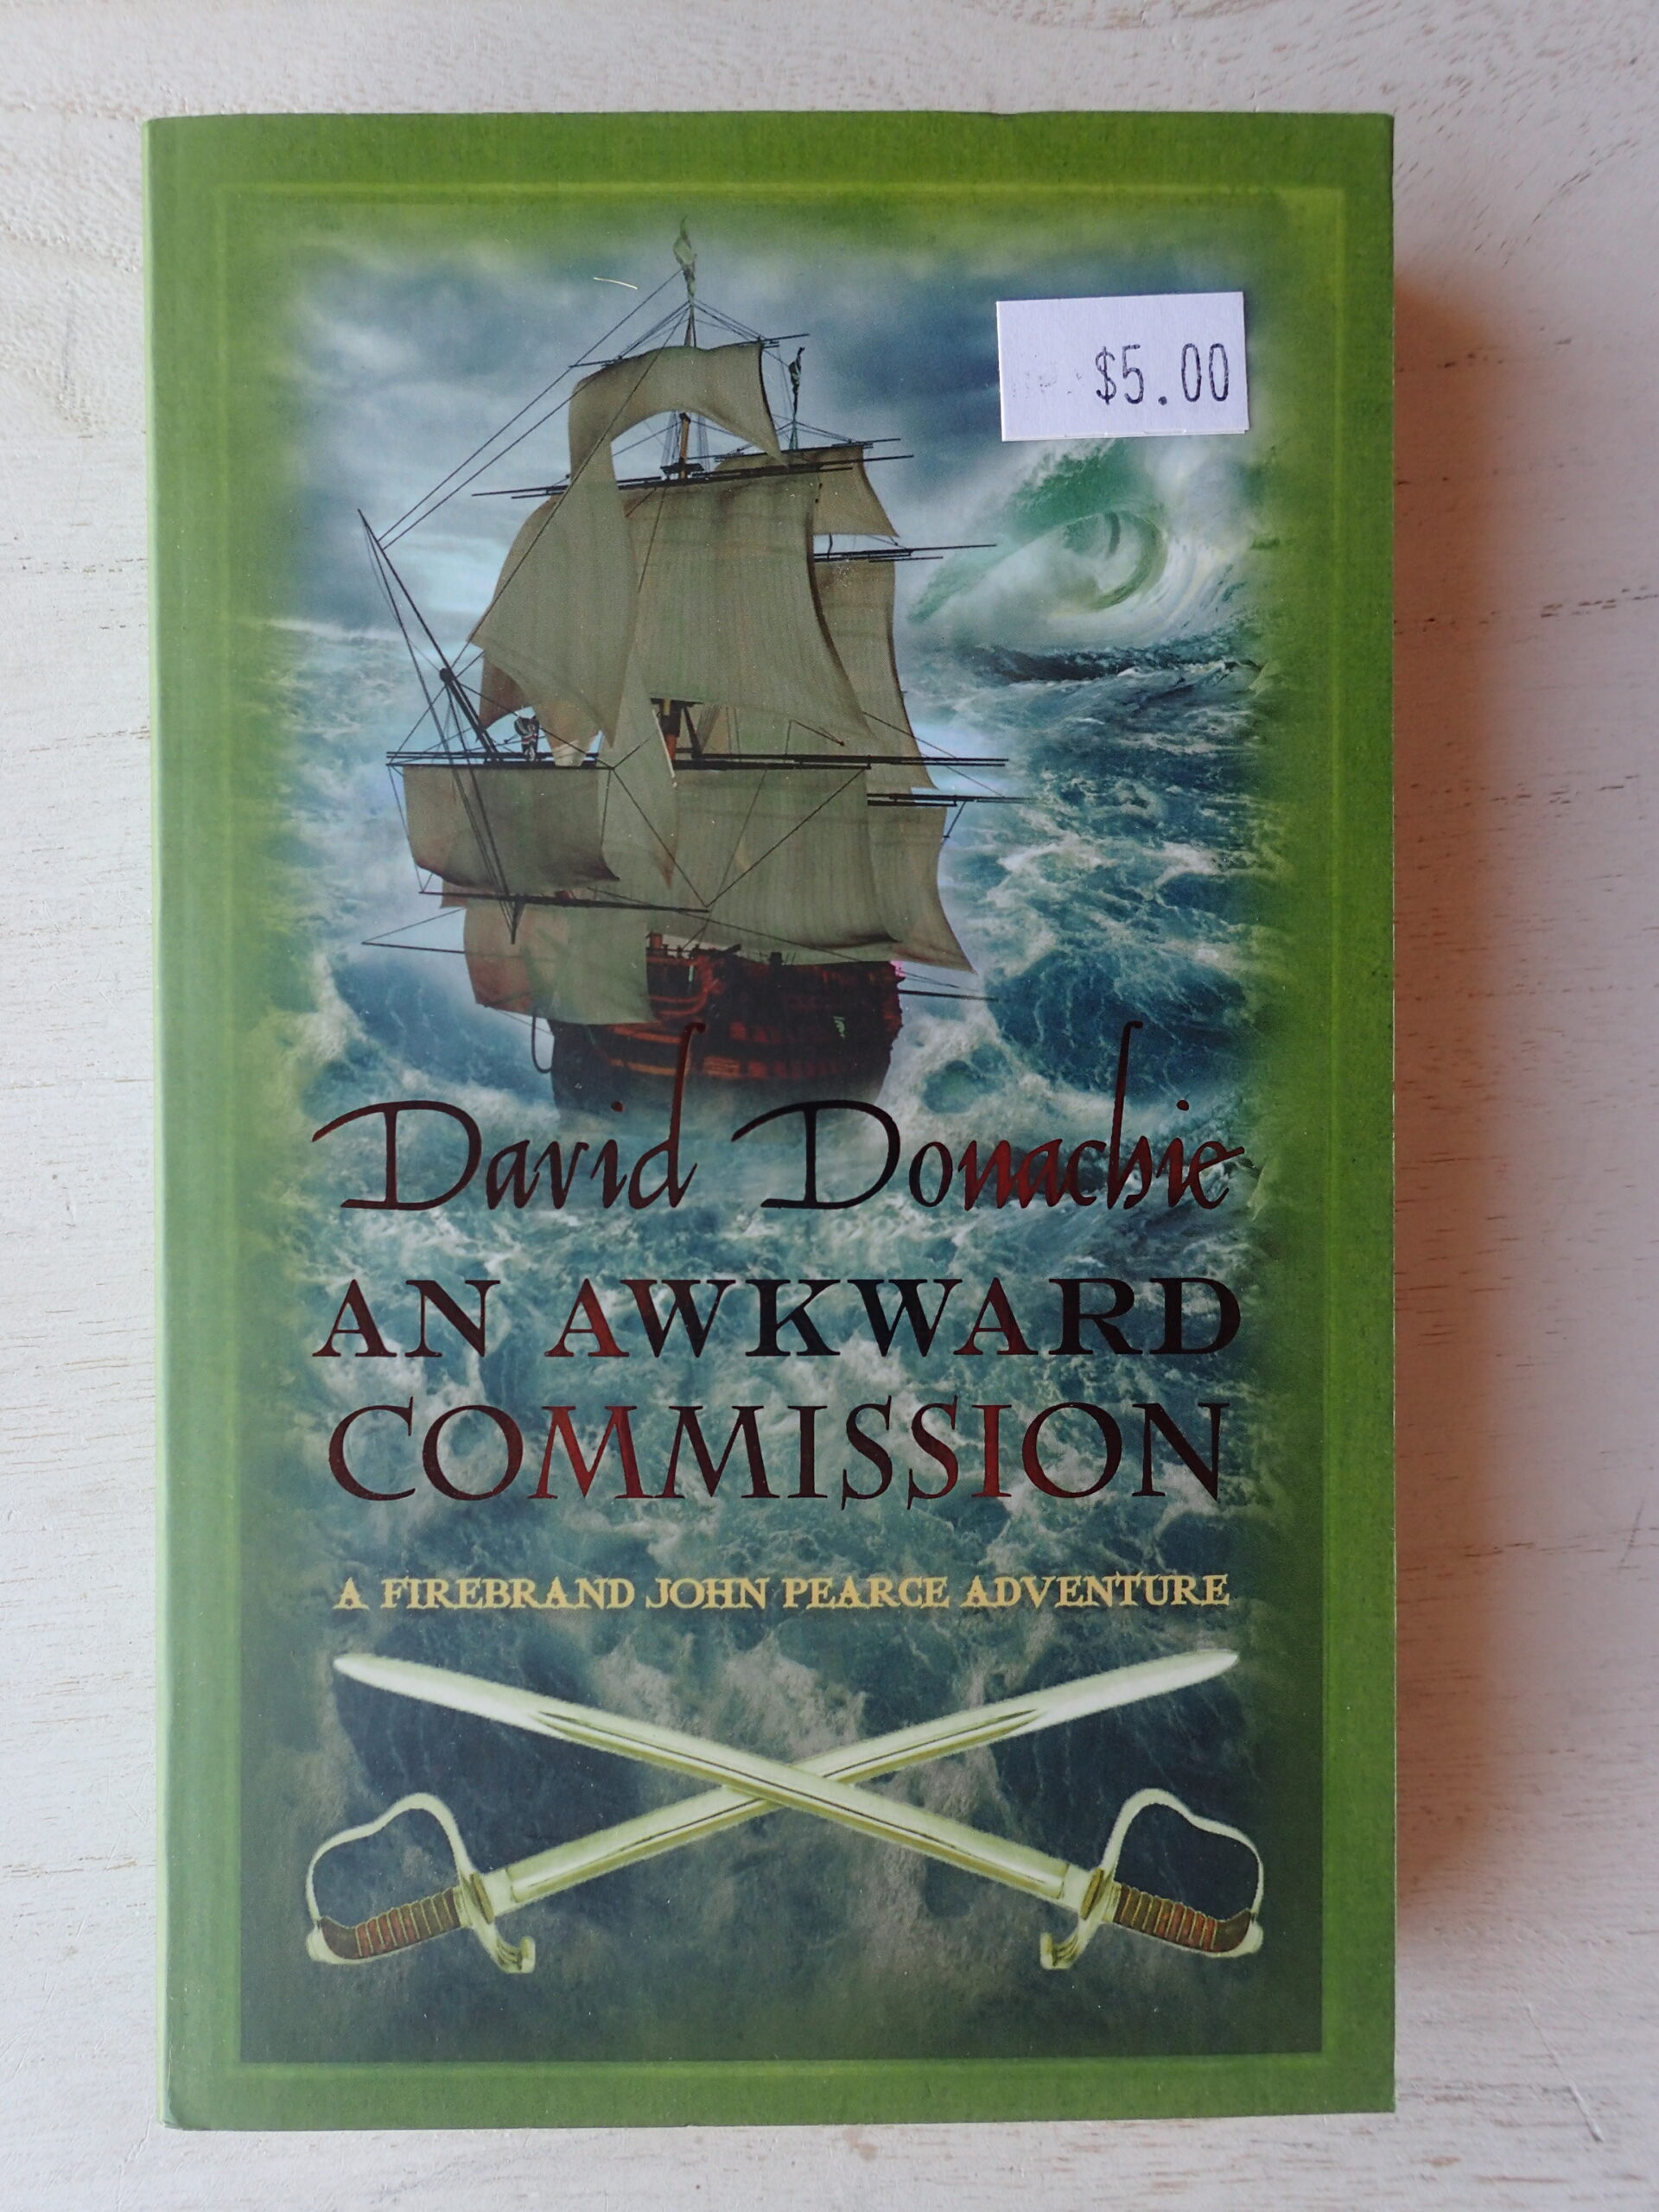 $5.00
David Donachie
AN AWKWARD
COMMISSION
A FIREBRAND JOHN PEARCE ADVENTURE